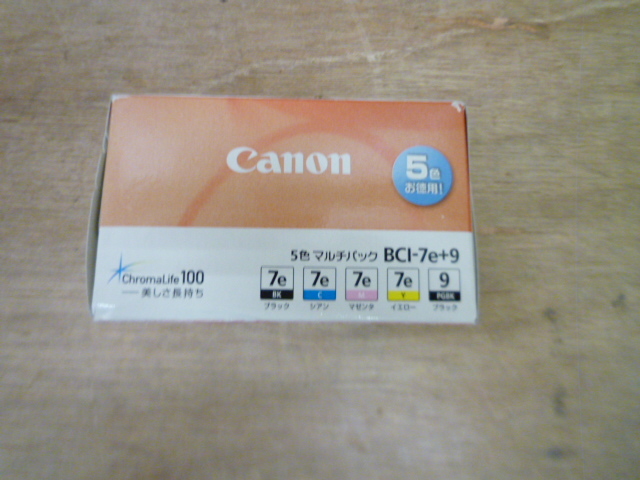 Canon
5色
お徳用!
5色 マルチパック BCI-7e+9
ChromaLife100
美しさ長持ち
7e 7e 7e 7e 9
BK C M Y PGBK
ブラック シアン マゼンタ イエロー ブラック